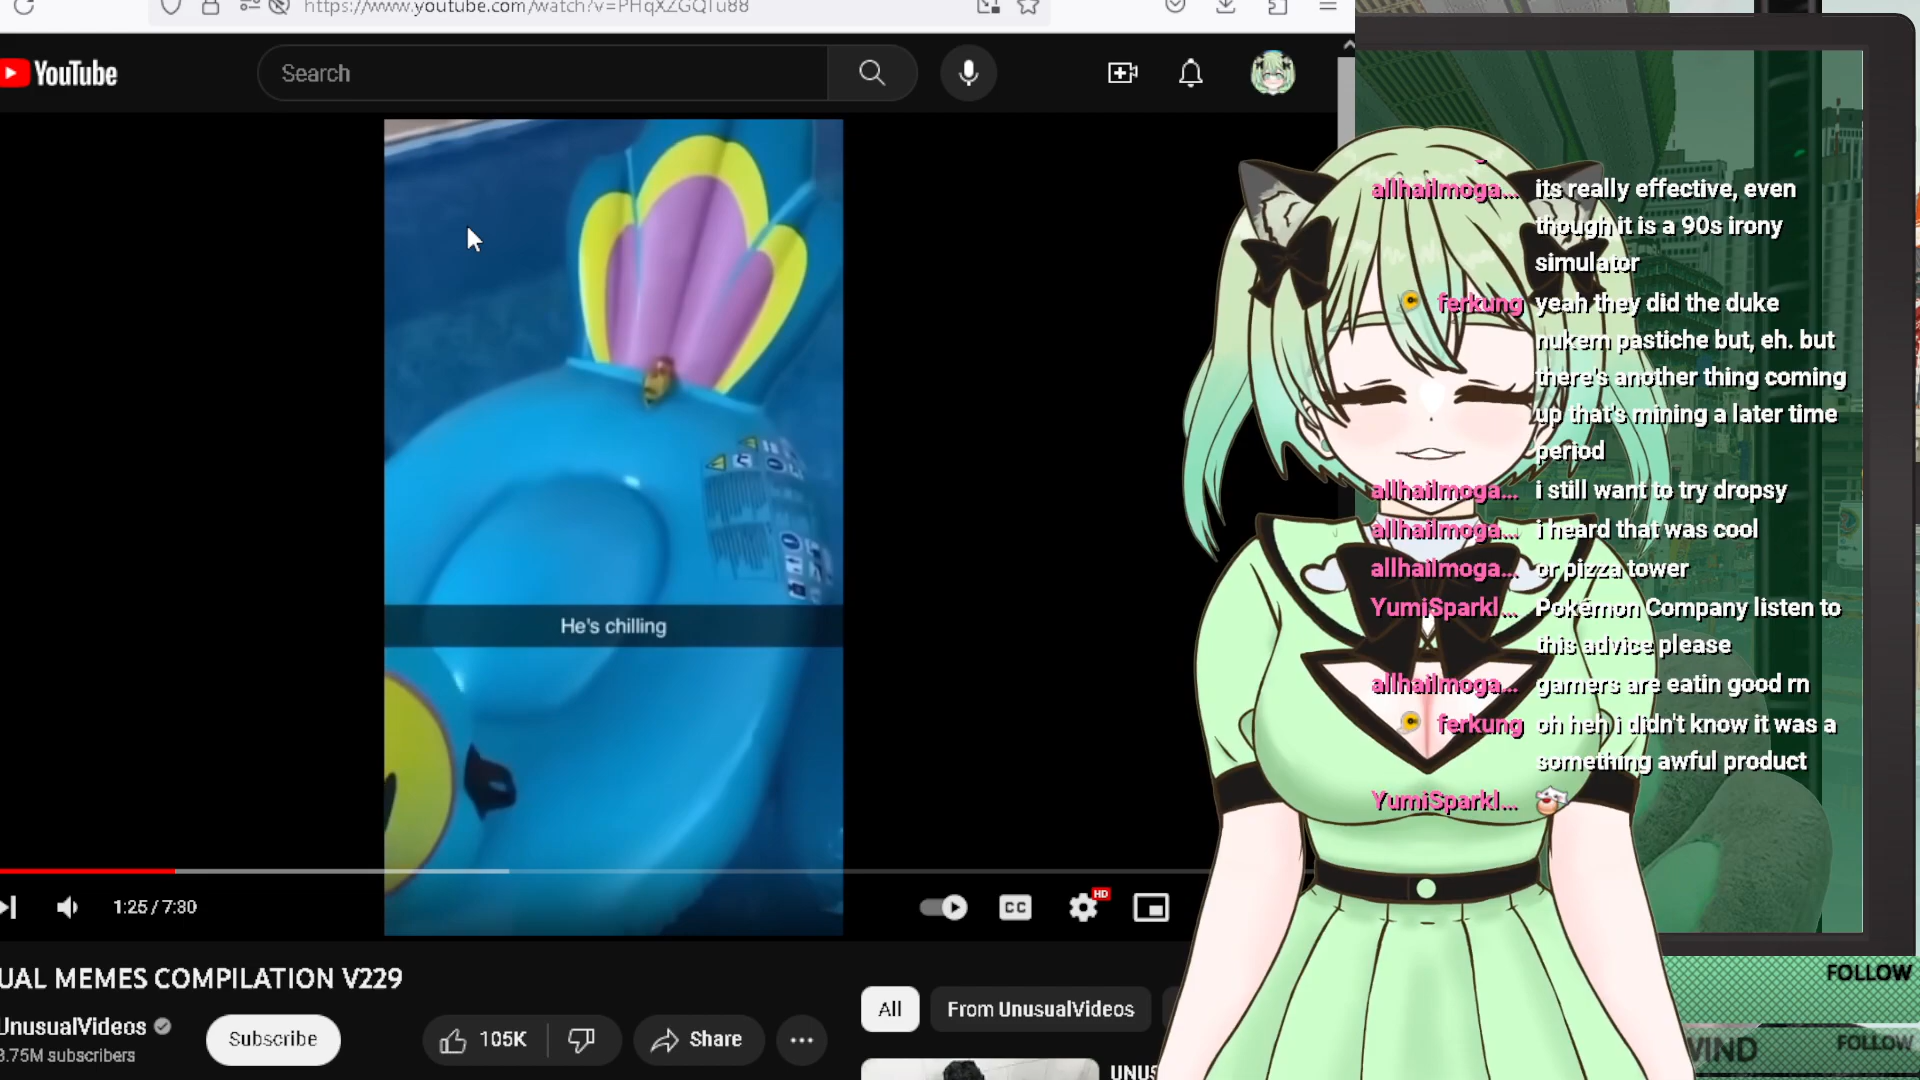 https://www.youtube.com/watch?v=PHqXZGQTu88
YouTube
Search
He's chilling
1:25 / 7:30
CC
HD
UAL MEMES COMPILATION V229
UnusualVideos
3.75M subscribers
Subscribe
105K
Share
All
From UnusualVideos
UNUS
allhailmoga... its really effective, even
though it is a 90s irony
simulator
ferkung yeah they did the duke
nukem pastiche but, eh. but
there's another thing coming
up that's mining a later time
period
allhailmoga... i still want to try dropsy
allhailmoga... i heard that was cool
allhailmoga... or pizza tower
YumiSparkl... Pokémon Company listen to
this advice please
allhailmoga... gamers are eatin good rn
ferkung oh heh i didn't know it was a
something awful product
YumiSparkl...
FOLLOW
WIND
FOLLOW